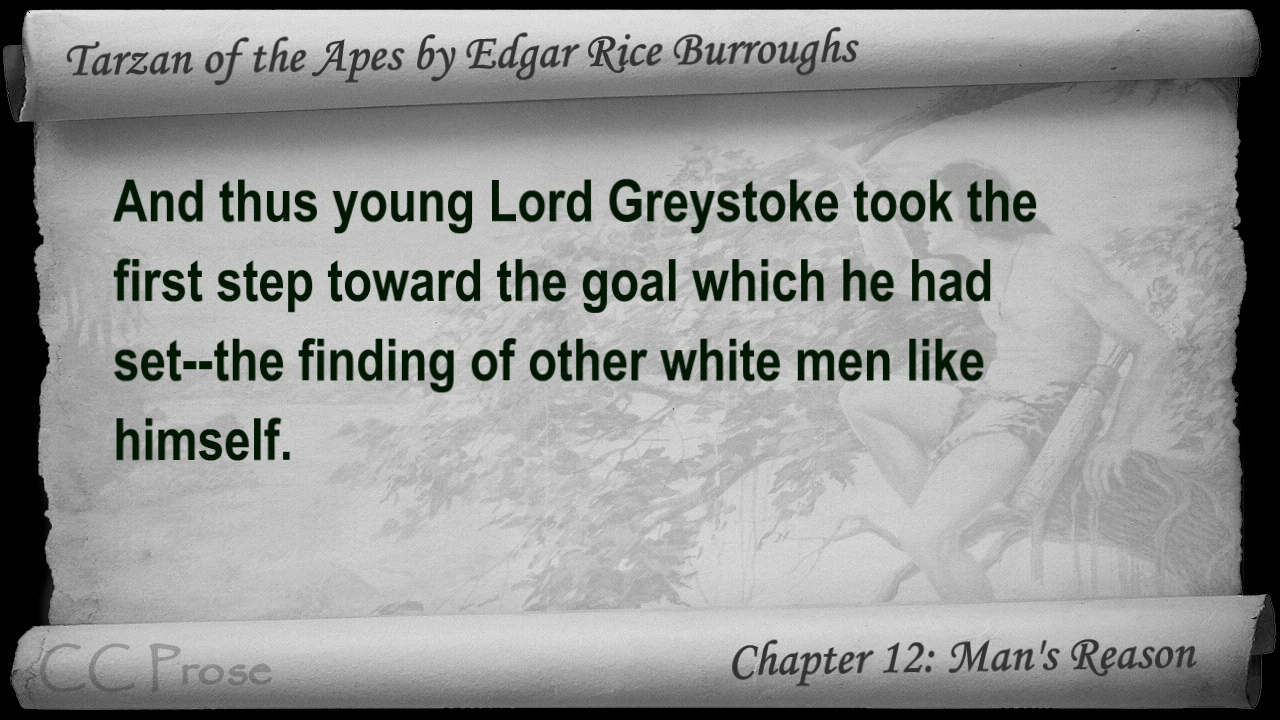 Tarzan of the Apes by Edgar Rice Burroughs
And thus young Lord Greystoke took the
first step toward the goal which he had
set--the finding of other white men like
himself.
CC Prose
Chapter 12: Man's Reason